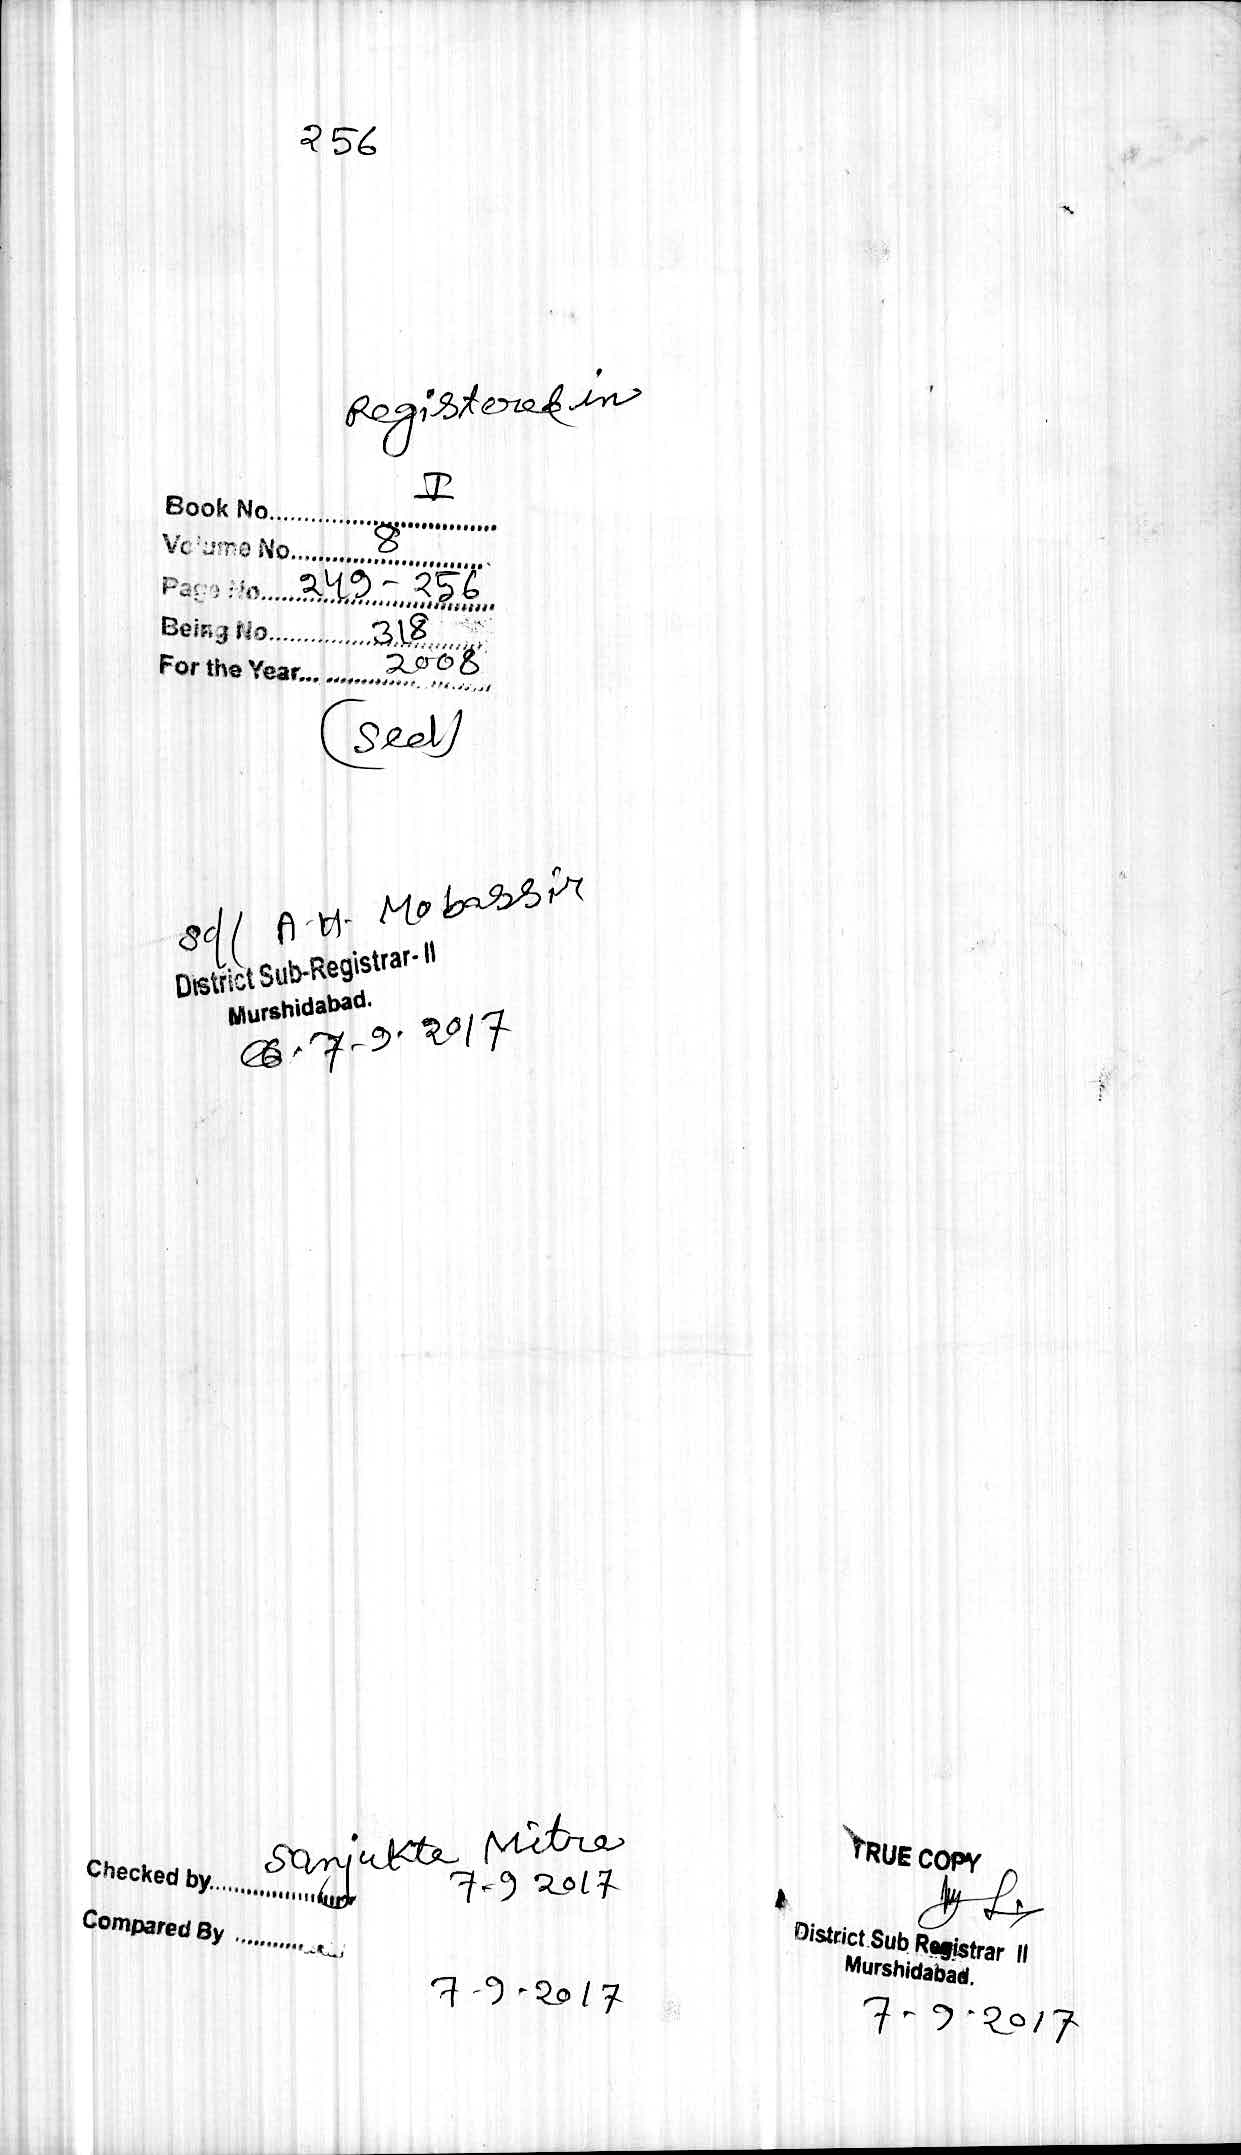 256
Registered in
Book No.................I
Volume No..........8
Page No......249 - 256
Being No............318
For the Year.........2008
(Seal)
Sd/( A. H. Mobassir
District Sub-Registrar- II
Murshidabad.
7-9. 2017
Sanjukta Mitra
Checked by................
7-9 2017
Compared By ................
7-9-2017
TRUE COPY
District Sub Registrar II
Murshidabad.
7-9-2017